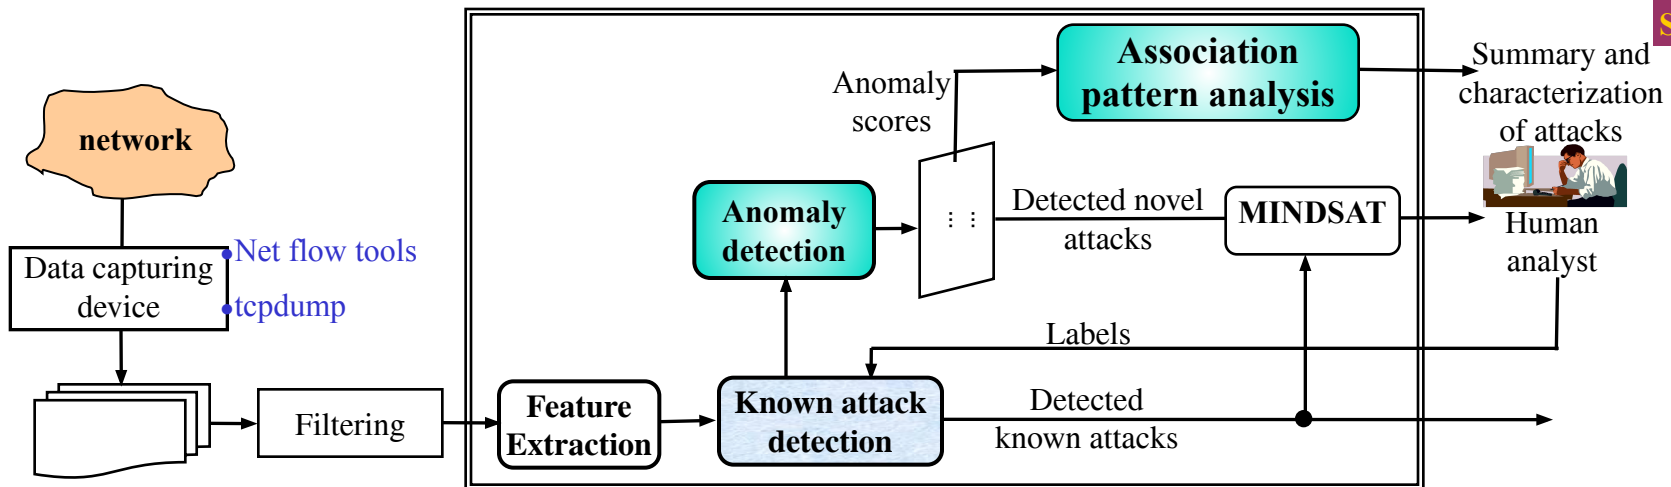 network
Data capturing
device
•Net flow tools
•tcpdump
Filtering
Feature
Extraction
Known attack
detection
Anomaly
detection
Anomaly
scores
Association
pattern analysis
Summary and
characterization
of attacks
Detected novel
attacks
MINDSAT
Human
analyst
Labels
Detected
known attacks
S